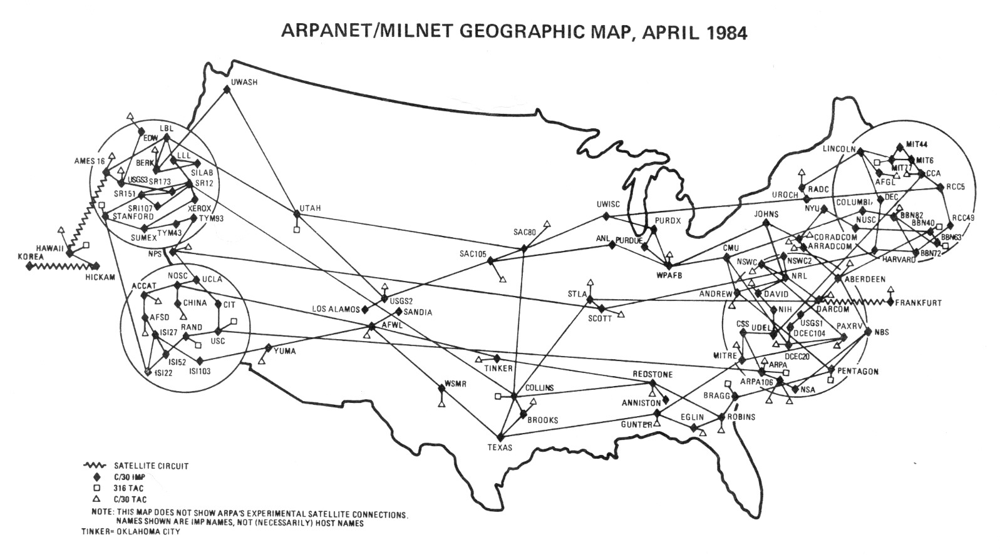 ARPANET/MILNET GEOGRAPHIC MAP, APRIL 1984
UWASH
LBL
EDW
AMES 16
BERK
LLL
SILAB
USGS3
SR173
SR12
SR151
SRI107
XEROX
STANFORD
TYM93
TYM43
SUMEX
HAWAII
KOREA
HICKAM
NPS
NOSC
UCLA
ACCAT
CHINA
CIT
AFSD
RAND
ISI27
USC
ISI52
ISI22
ISI103
YUMA
UTAH
LOS ALAMOS
USGS2
SANDIA
AFWL
WSMR
TINKER
SAC80
SAC105
COLLINS
BROOKS
TEXAS
UWISC
PURDX
ANL
PURDUE
WPAFB
STLA
SCOTT
REDSTONE
ANNISTON
GUNTER
EGLIN
ROBINS
BRAGG
LINCOLN
MIT44
MIT6
MIT77
AFGL
CCA
RCC5
RADC
UROCH
DEC
NYU
COLUMBI
NUSC
BBN82
BBN40
RCC49
BBN63
BBN72
HARVARD
JOHNS
CORADCOM
ARRADCOM
CMU
NSWC
NSWC2
NRL
ABERDEEN
ANDREW
DAVID
DARCOM
FRANKFURT
NIH
USGS1
CSS
UDEL
DCEC104
PAXRV
NBS
MITRE
DCEC20
ARPA
PENTAGON
ARPA106
NSA
SATELLITE CIRCUIT
C/30 IMP
316 TAC
C/30 TAC
NOTE: THIS MAP DOES NOT SHOW ARPA'S EXPERIMENTAL SATELLITE CONNECTIONS.
NAMES SHOWN ARE IMP NAMES, NOT (NECESSARILY) HOST NAMES
TINKER= OKLAHOMA CITY